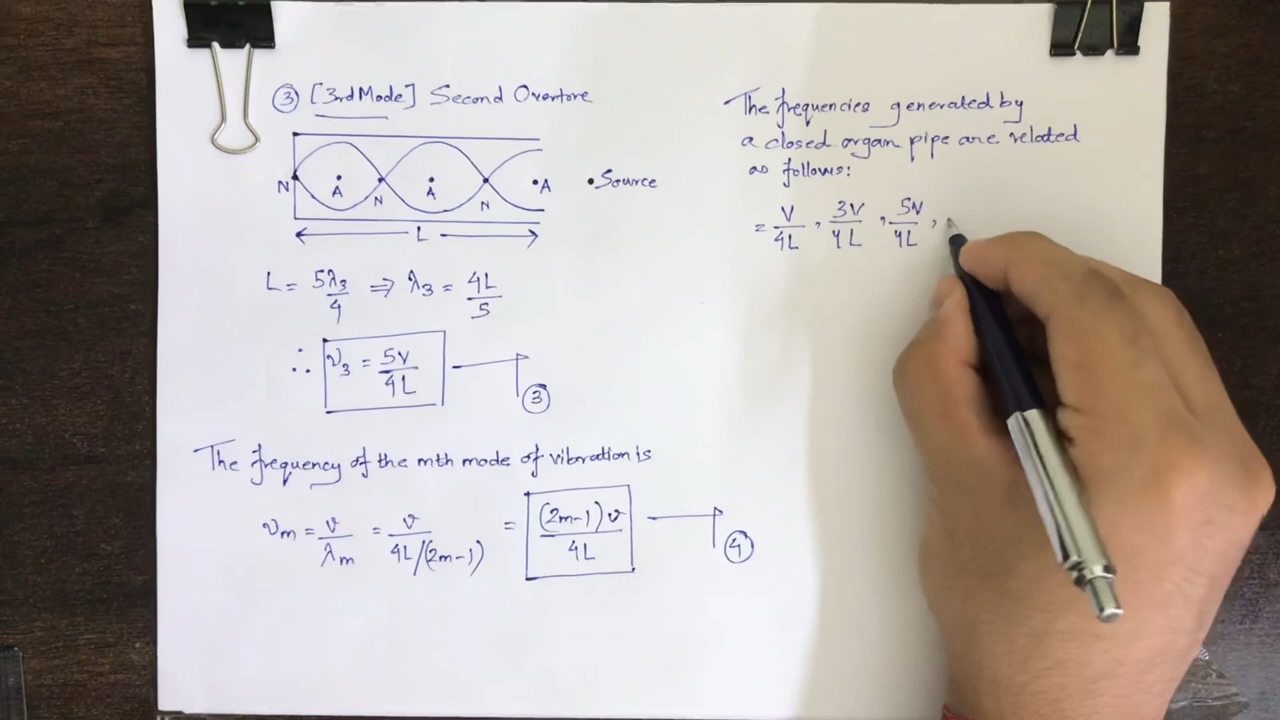 ③ [3rd Mode] Second Overtone
N A N A N A • Source
L
L = 5λ₃/4 ⇒ λ₃ = 4L/5
∴ ν₃ = 5v/4L ③
The frequency of the mth mode of vibration is
νm = v/λm = v/4L/(2m-1) = (2m-1)v/4L ④
The frequencies generated by
a closed organ pipe are related
as follows:
= V/4L, 3V/4L, 5V/4L,